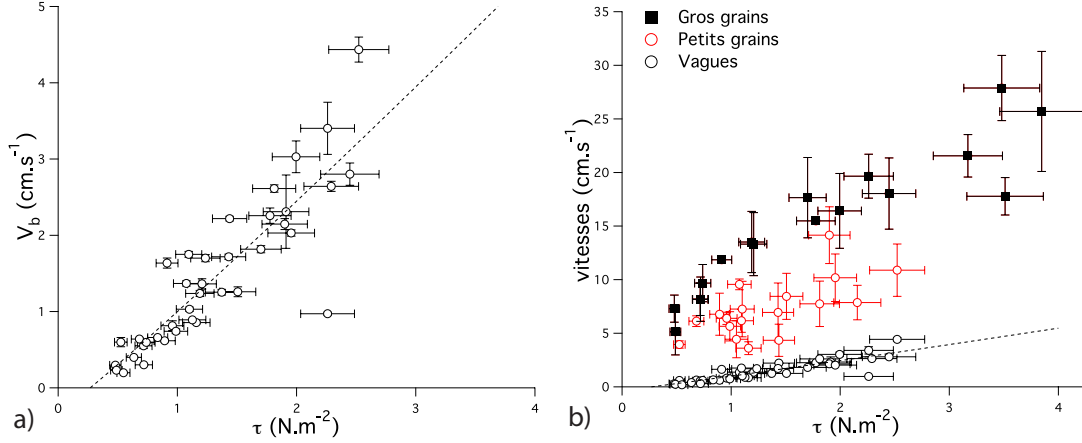 5
4
3
2
1
0
V_b (cm.s⁻¹)
0 1 2 3 4
τ (N.m⁻²)
a)
35
30
25
20
15
10
5
0
vitesses (cm.s⁻¹)
Gros grains
Petits grains
Vagues
0 1 2 3 4
τ (N.m⁻²)
b)